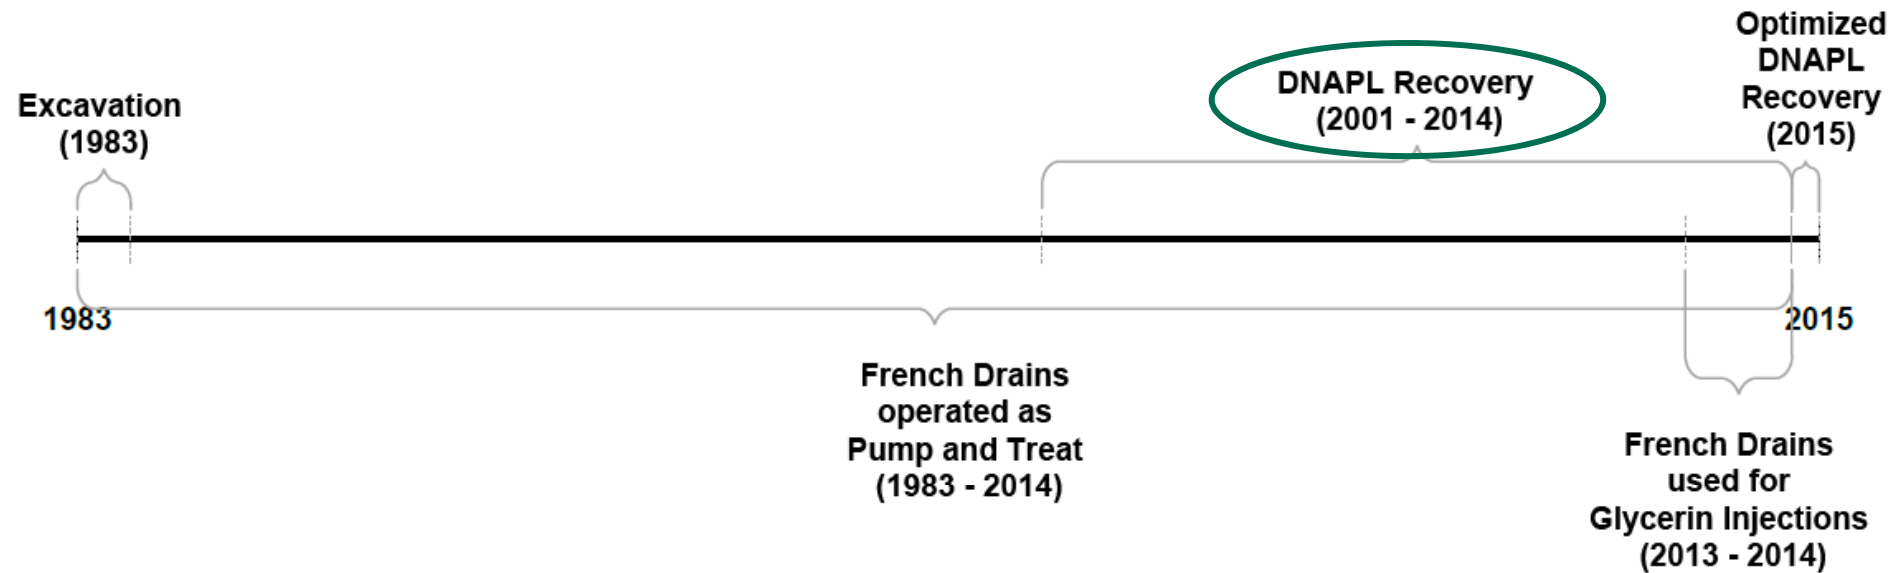 Excavation
(1983)
DNAPL Recovery
(2001 - 2014)
Optimized
DNAPL
Recovery
(2015)
1983
2015
French Drains
operated as
Pump and Treat
(1983 - 2014)
French Drains
used for
Glycerin Injections
(2013 - 2014)